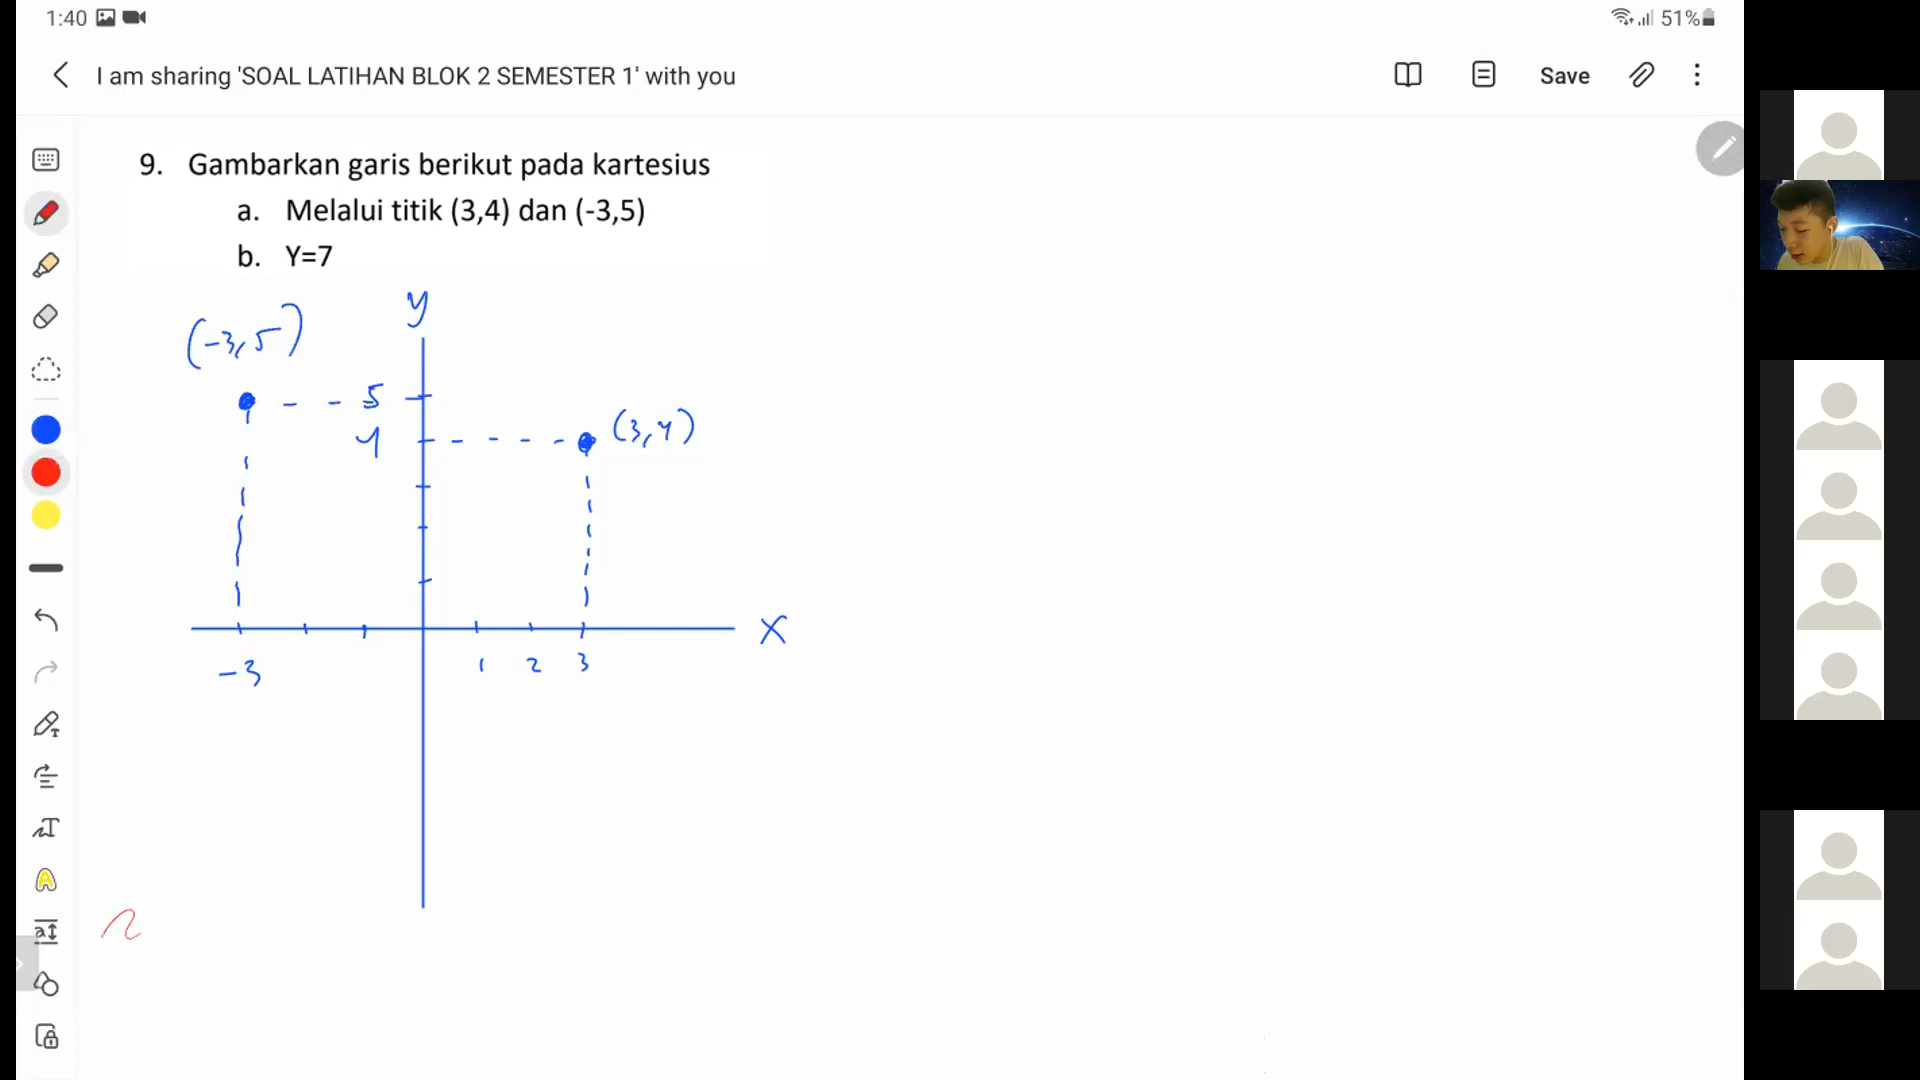 1:40 51%
I am sharing 'SOAL LATIHAN BLOK 2 SEMESTER 1' with you Save
9. Gambarkan garis berikut pada kartesius
a. Melalui titik (3,4) dan (-3,5)
b. Y=7
y
(-3,5)
5
4 (3,4)
x
-3 1 2 3